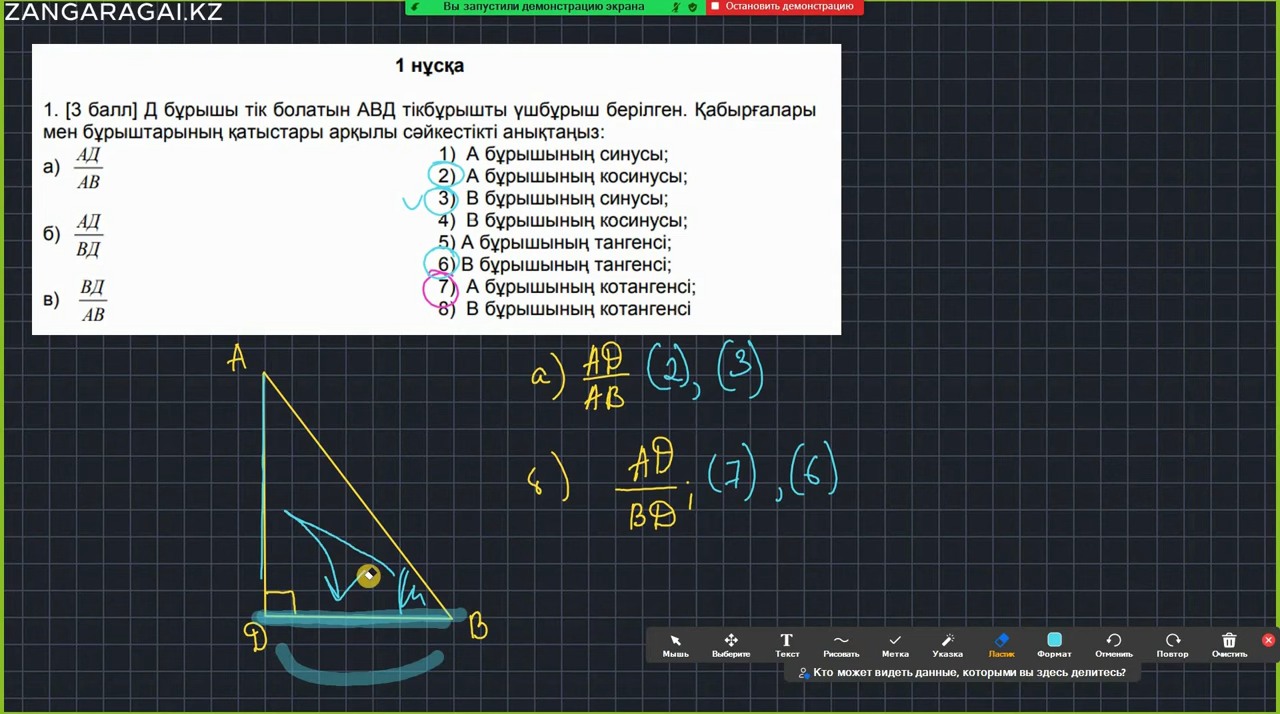 ZANGARAGAI.KZ
Вы запустили демонстрацию экрана
Остановить демонстрацию
1 нұсқа
1. [3 балл] Д бұрышы тік болатын АВД тікбұрышты үшбұрыш берілген. Қабырғалары
мен бұрыштарының қатыстары арқылы сәйкестікті анықтаңыз:
а) АД/АВ
б) АД/ВД
в) ВД/АВ
1) А бұрышының синусы;
2) А бұрышының косинусы;
3) В бұрышының синусы;
4) В бұрышының косинусы;
5) А бұрышының тангенсі;
6) В бұрышының тангенсі;
7) А бұрышының котангенсі;
8) В бұрышының котангенсі
A
D
B
a) AD/AB (2), (3)
б) AD/BD ; (7), (6)
Мышь
Выберите
Текст
Рисовать
Метка
Указка
Ластик
Формат
Отменить
Повтор
Очистить
Кто может видеть данные, которыми вы здесь делитесь?